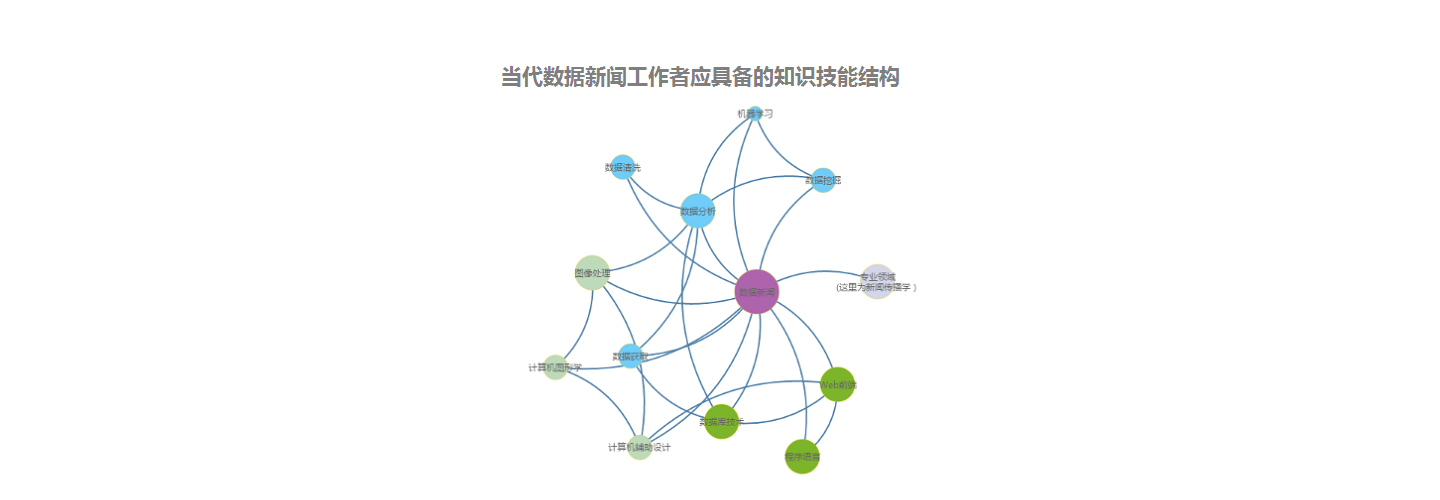 当代数据新闻工作者应具备的知识技能结构
机器学习
数据清洗
数据挖掘
数据分析
图像处理
专业领域
(这里为新闻传播学)
数据新闻
数据获取
计算机图形学
Web前端
数据库技术
计算机辅助设计
程序语言